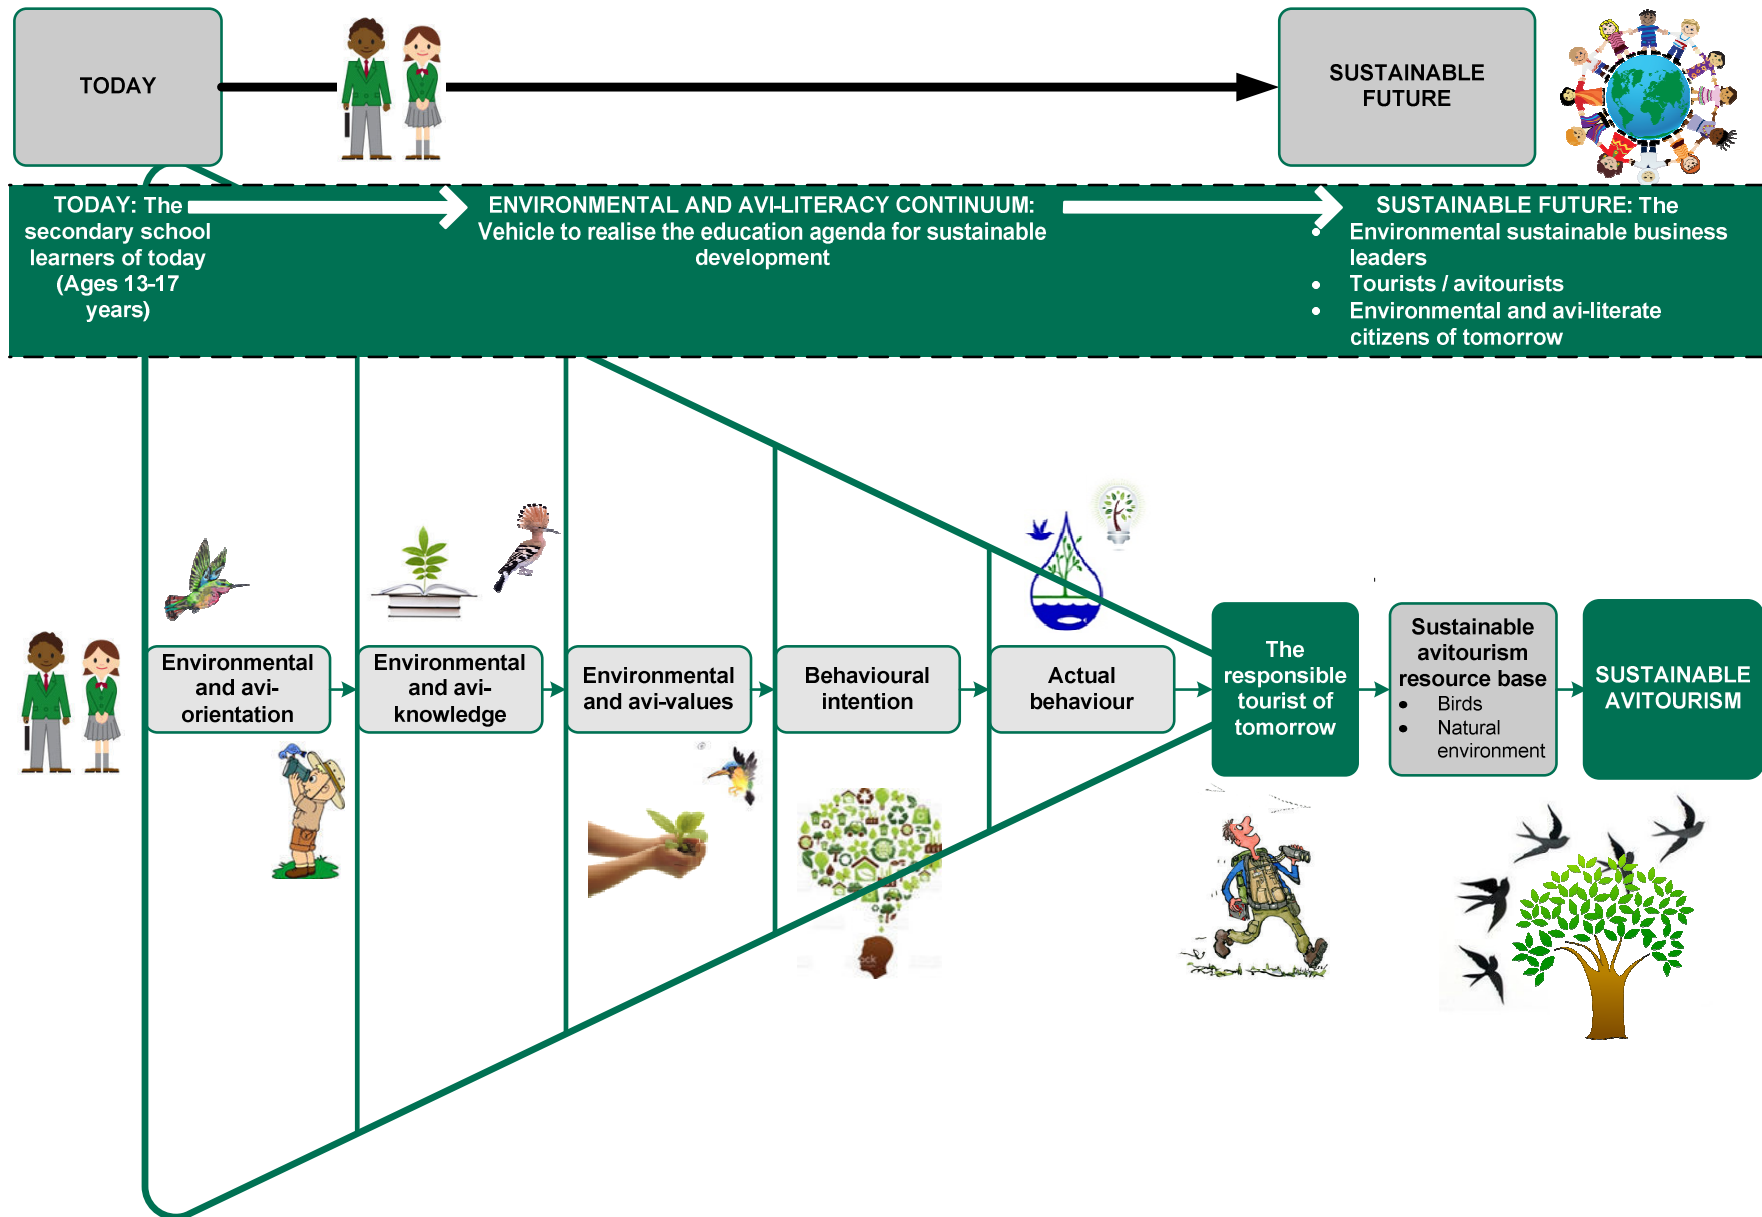 TODAY
SUSTAINABLE
FUTURE
TODAY: The
secondary school
learners of today
(Ages 13-17
years)
ENVIRONMENTAL AND AVI-LITERACY CONTINUUM:
Vehicle to realise the education agenda for sustainable
development
SUSTAINABLE FUTURE: The
• Environmental sustainable business
leaders
• Tourists / avitourists
• Environmental and avi-literate
citizens of tomorrow
Environmental
and avi-
orientation
Environmental
and avi-
knowledge
Environmental
and avi-values
Behavioural
intention
Actual
behaviour
The
responsible
tourist of
tomorrow
Sustainable
avitourism
resource base
• Birds
• Natural
environment
SUSTAINABLE
AVITOURISM